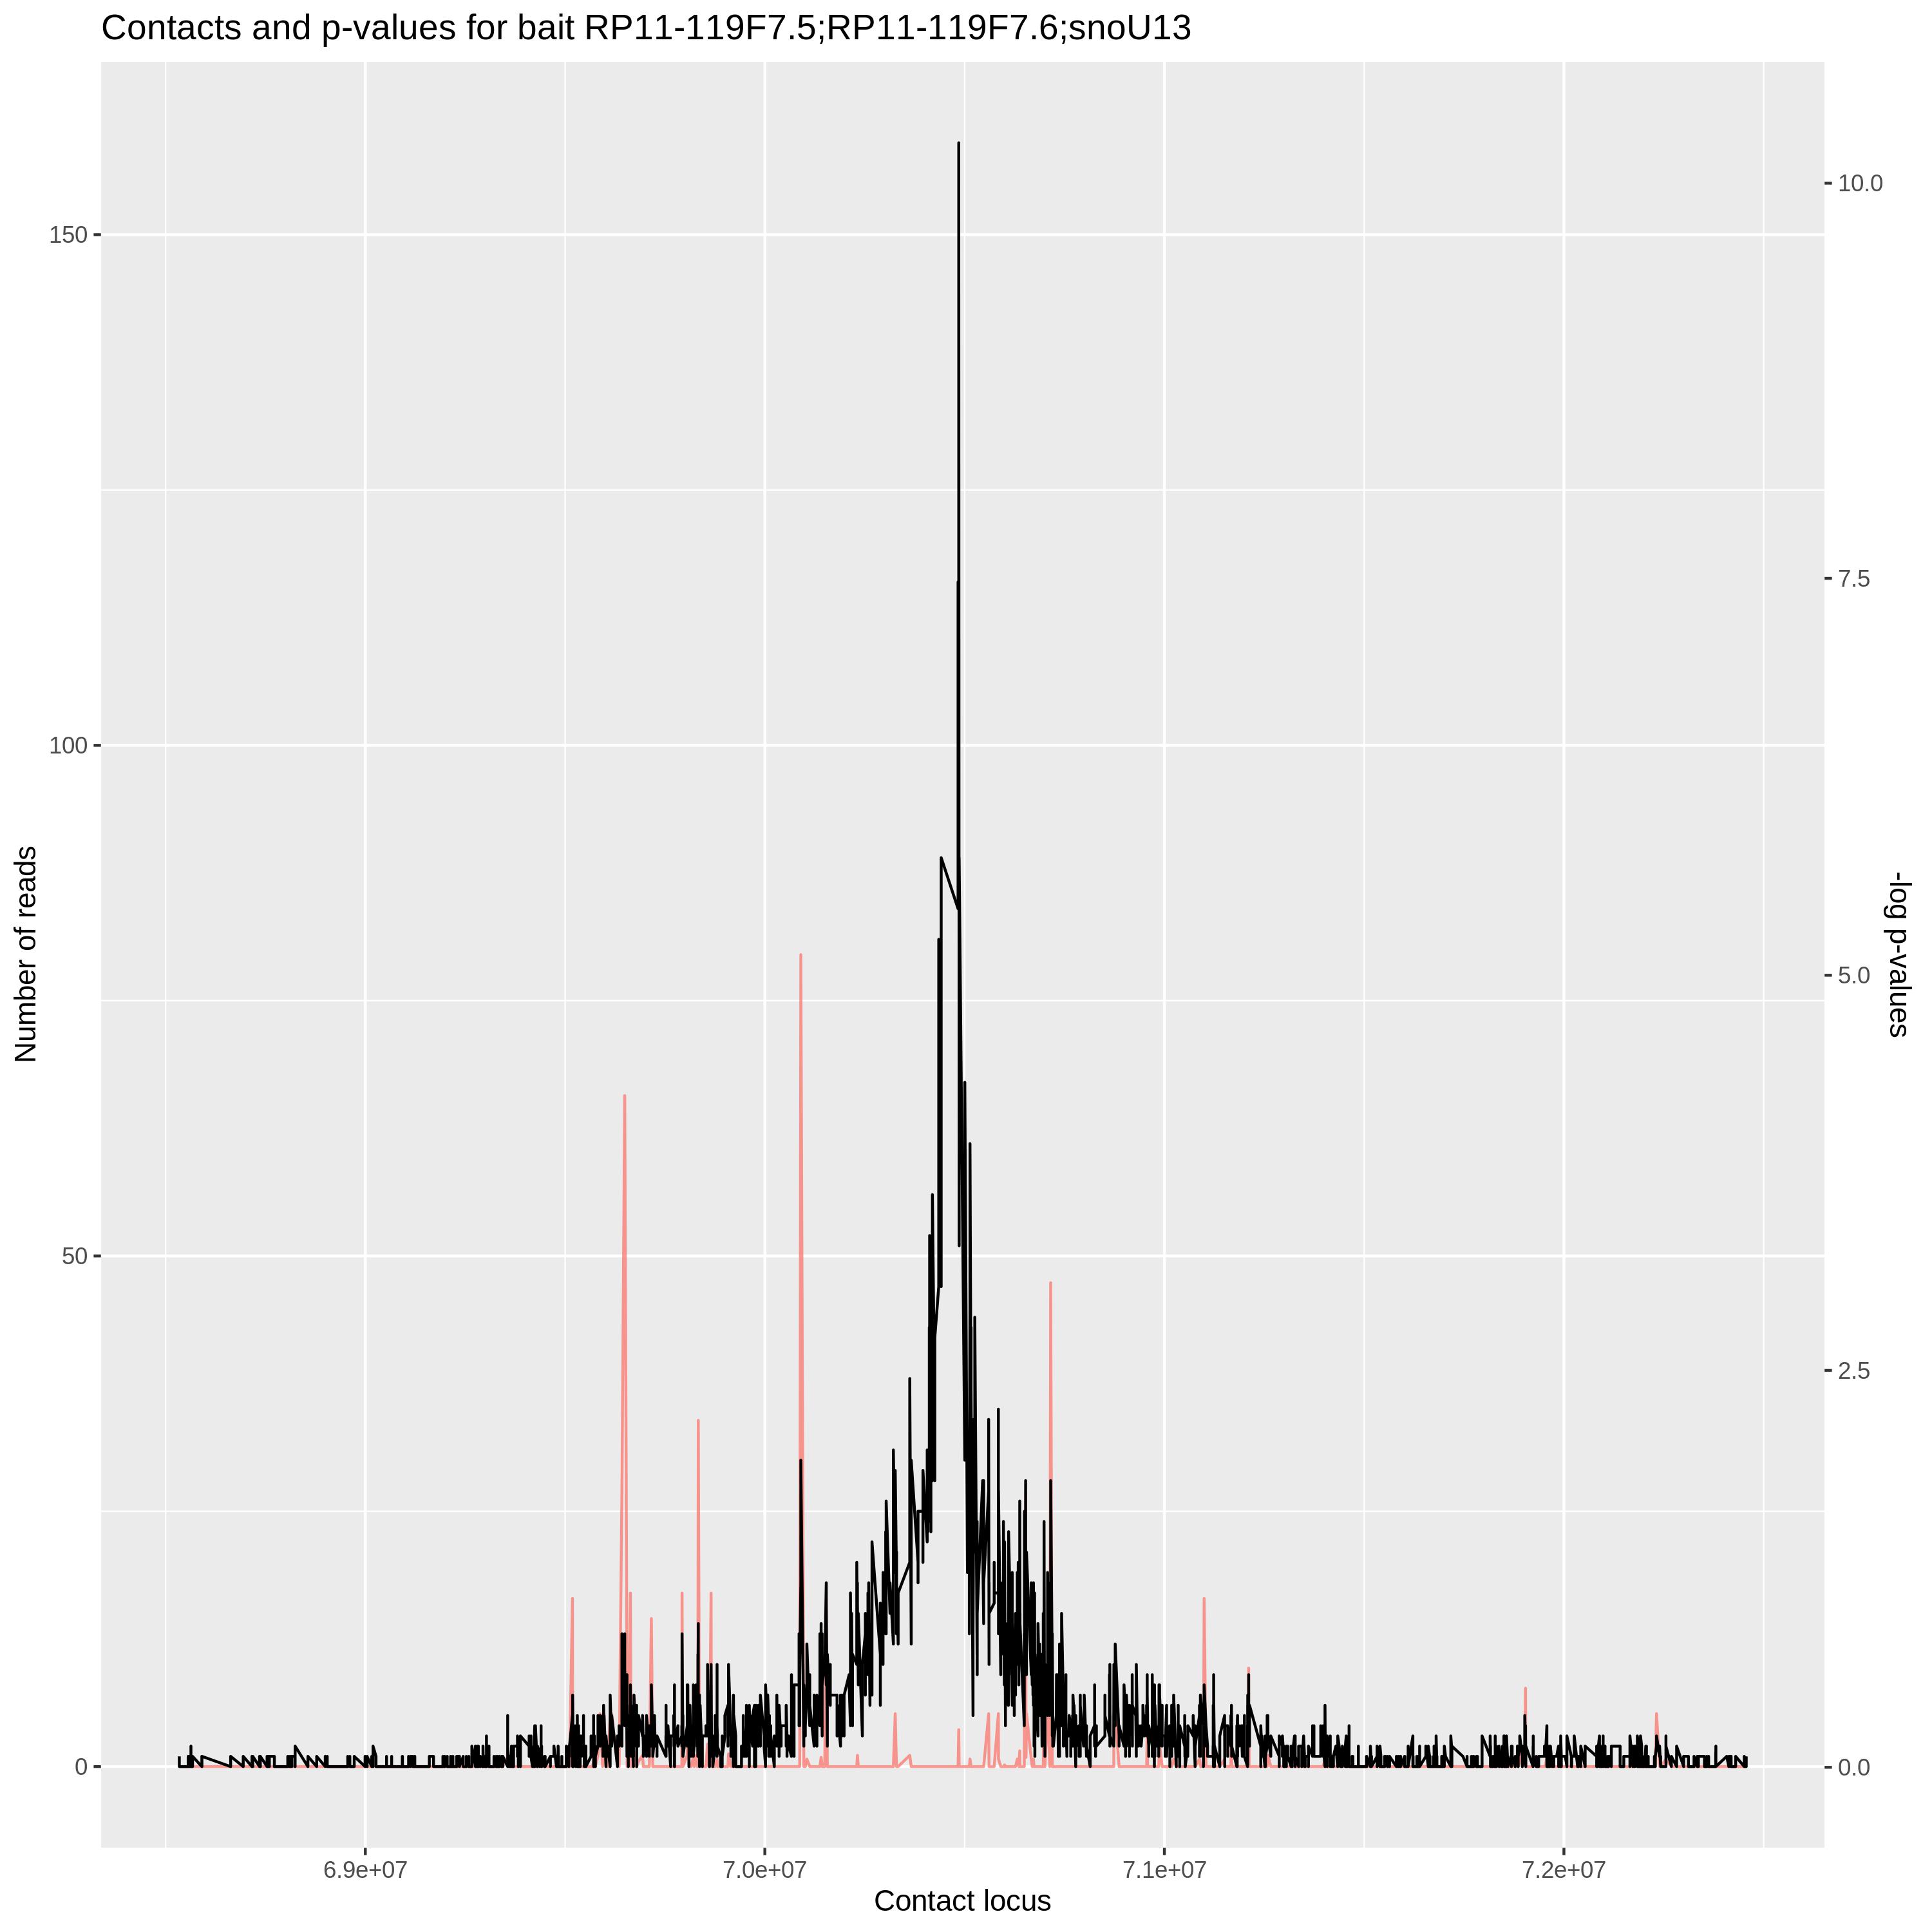 Contacts and p-values for bait RP11-119F7.5;RP11-119F7.6;snoU13
150
100
50
0
Number of reads
10.0
7.5
5.0
2.5
0.0
-log p-values
6.9e+07
7.0e+07
7.1e+07
7.2e+07
Contact locus